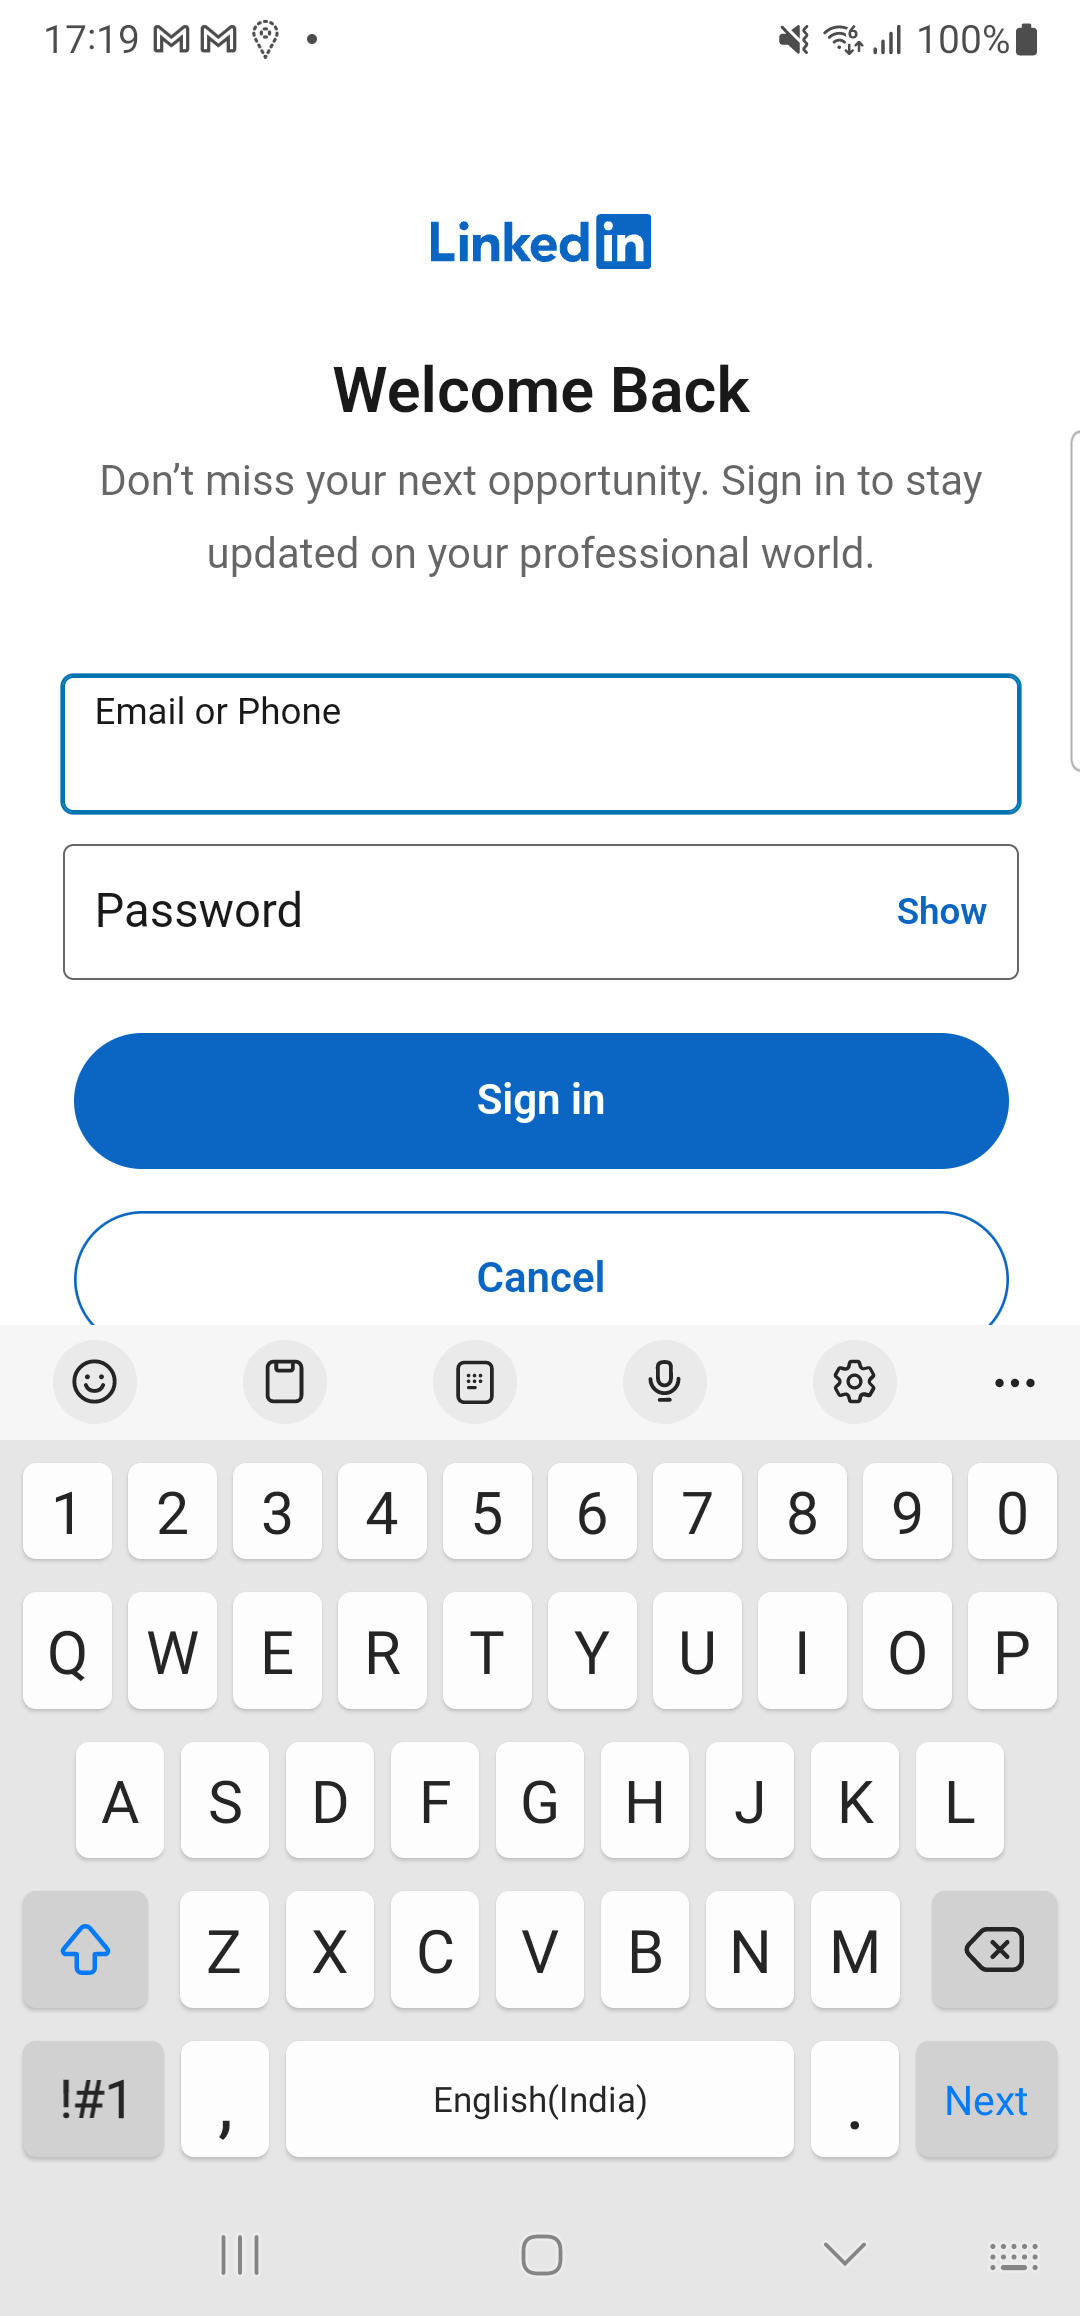 17:19 100%
Linked in
Welcome Back
Don’t miss your next opportunity. Sign in to stay
updated on your professional world.
Email or Phone
Password Show
Sign in
Cancel
1 2 3 4 5 6 7 8 9 0
Q W E R T Y U I O P
A S D F G H J K L
Z X C V B N M
!#1 , English(India) . Next